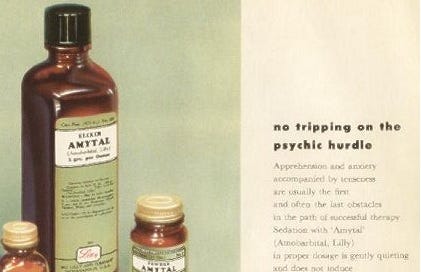 ELIXIR
AMYTAL
(Amobarbital, Lilly)
Lilly
POWDER
AMYTAL
no tripping on the
psychic hurdle
Apprehension and anxiety
accompanied by tenseness
are usually the first
and often the last obstacles
in the path of successful therapy.
Sedation with 'Amytal'
(Amobarbital, Lilly)
in proper dosage is gently quieting
and does not induce